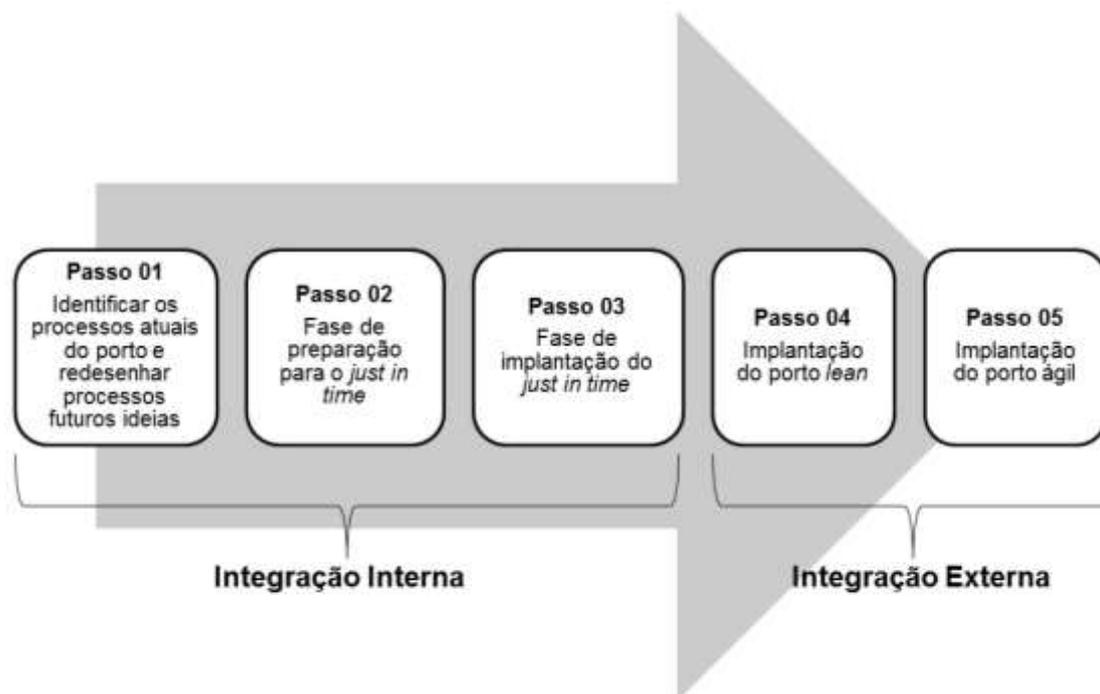 Passo 01
Identificar os
processos atuais
do porto e
redesenhar
processos
futuros ideias
Passo 02
Fase de
preparação
para o just in
time
Passo 03
Fase de
implantação do
just in time
Passo 04
Implantação
do porto lean
Passo 05
Implantação
do porto ágil
Integração Interna
Integração Externa